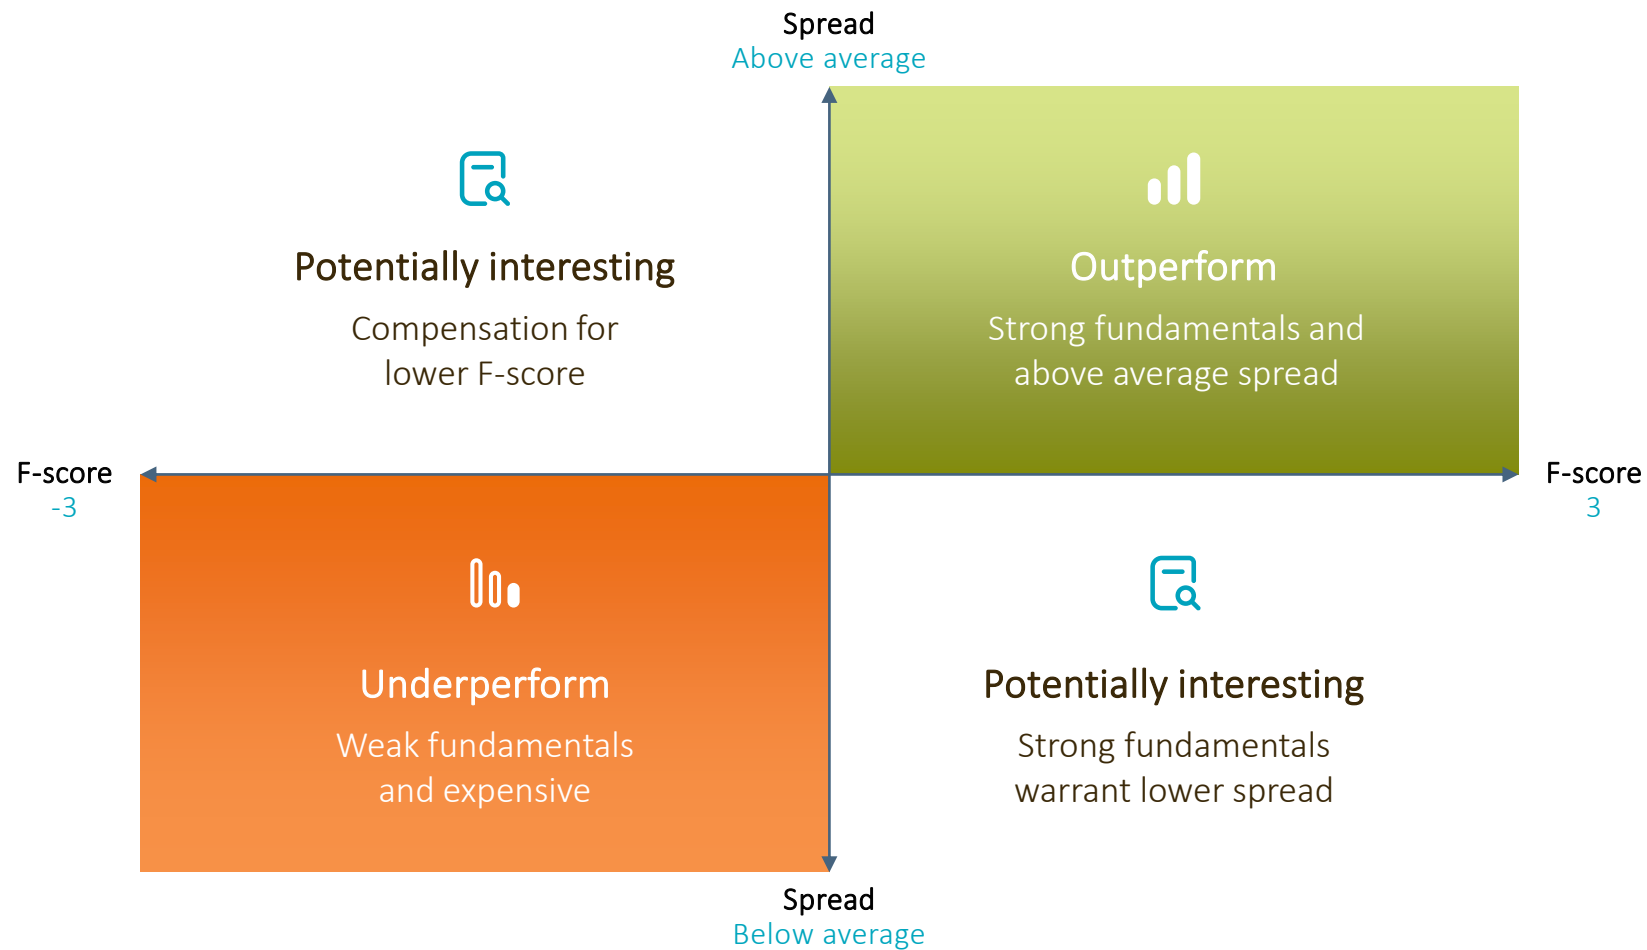 Spread
Above average
Potentially interesting
Compensation for
lower F-score
Outperform
Strong fundamentals and
above average spread
F-score
-3
F-score
3
Underperform
Weak fundamentals
and expensive
Potentially interesting
Strong fundamentals
warrant lower spread
Spread
Below average